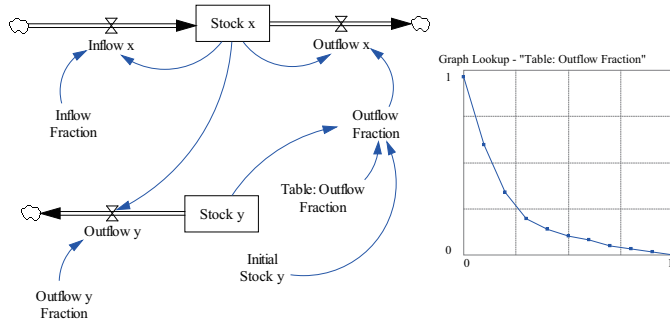 Stock x
Inflow x
Outflow x
Inflow
Fraction
Outflow
Fraction
Table: Outflow
Fraction
Stock y
Outflow y
Initial
Stock y
Outflow y
Fraction
Graph Lookup - "Table: Outflow Fraction"
1
0
0
1